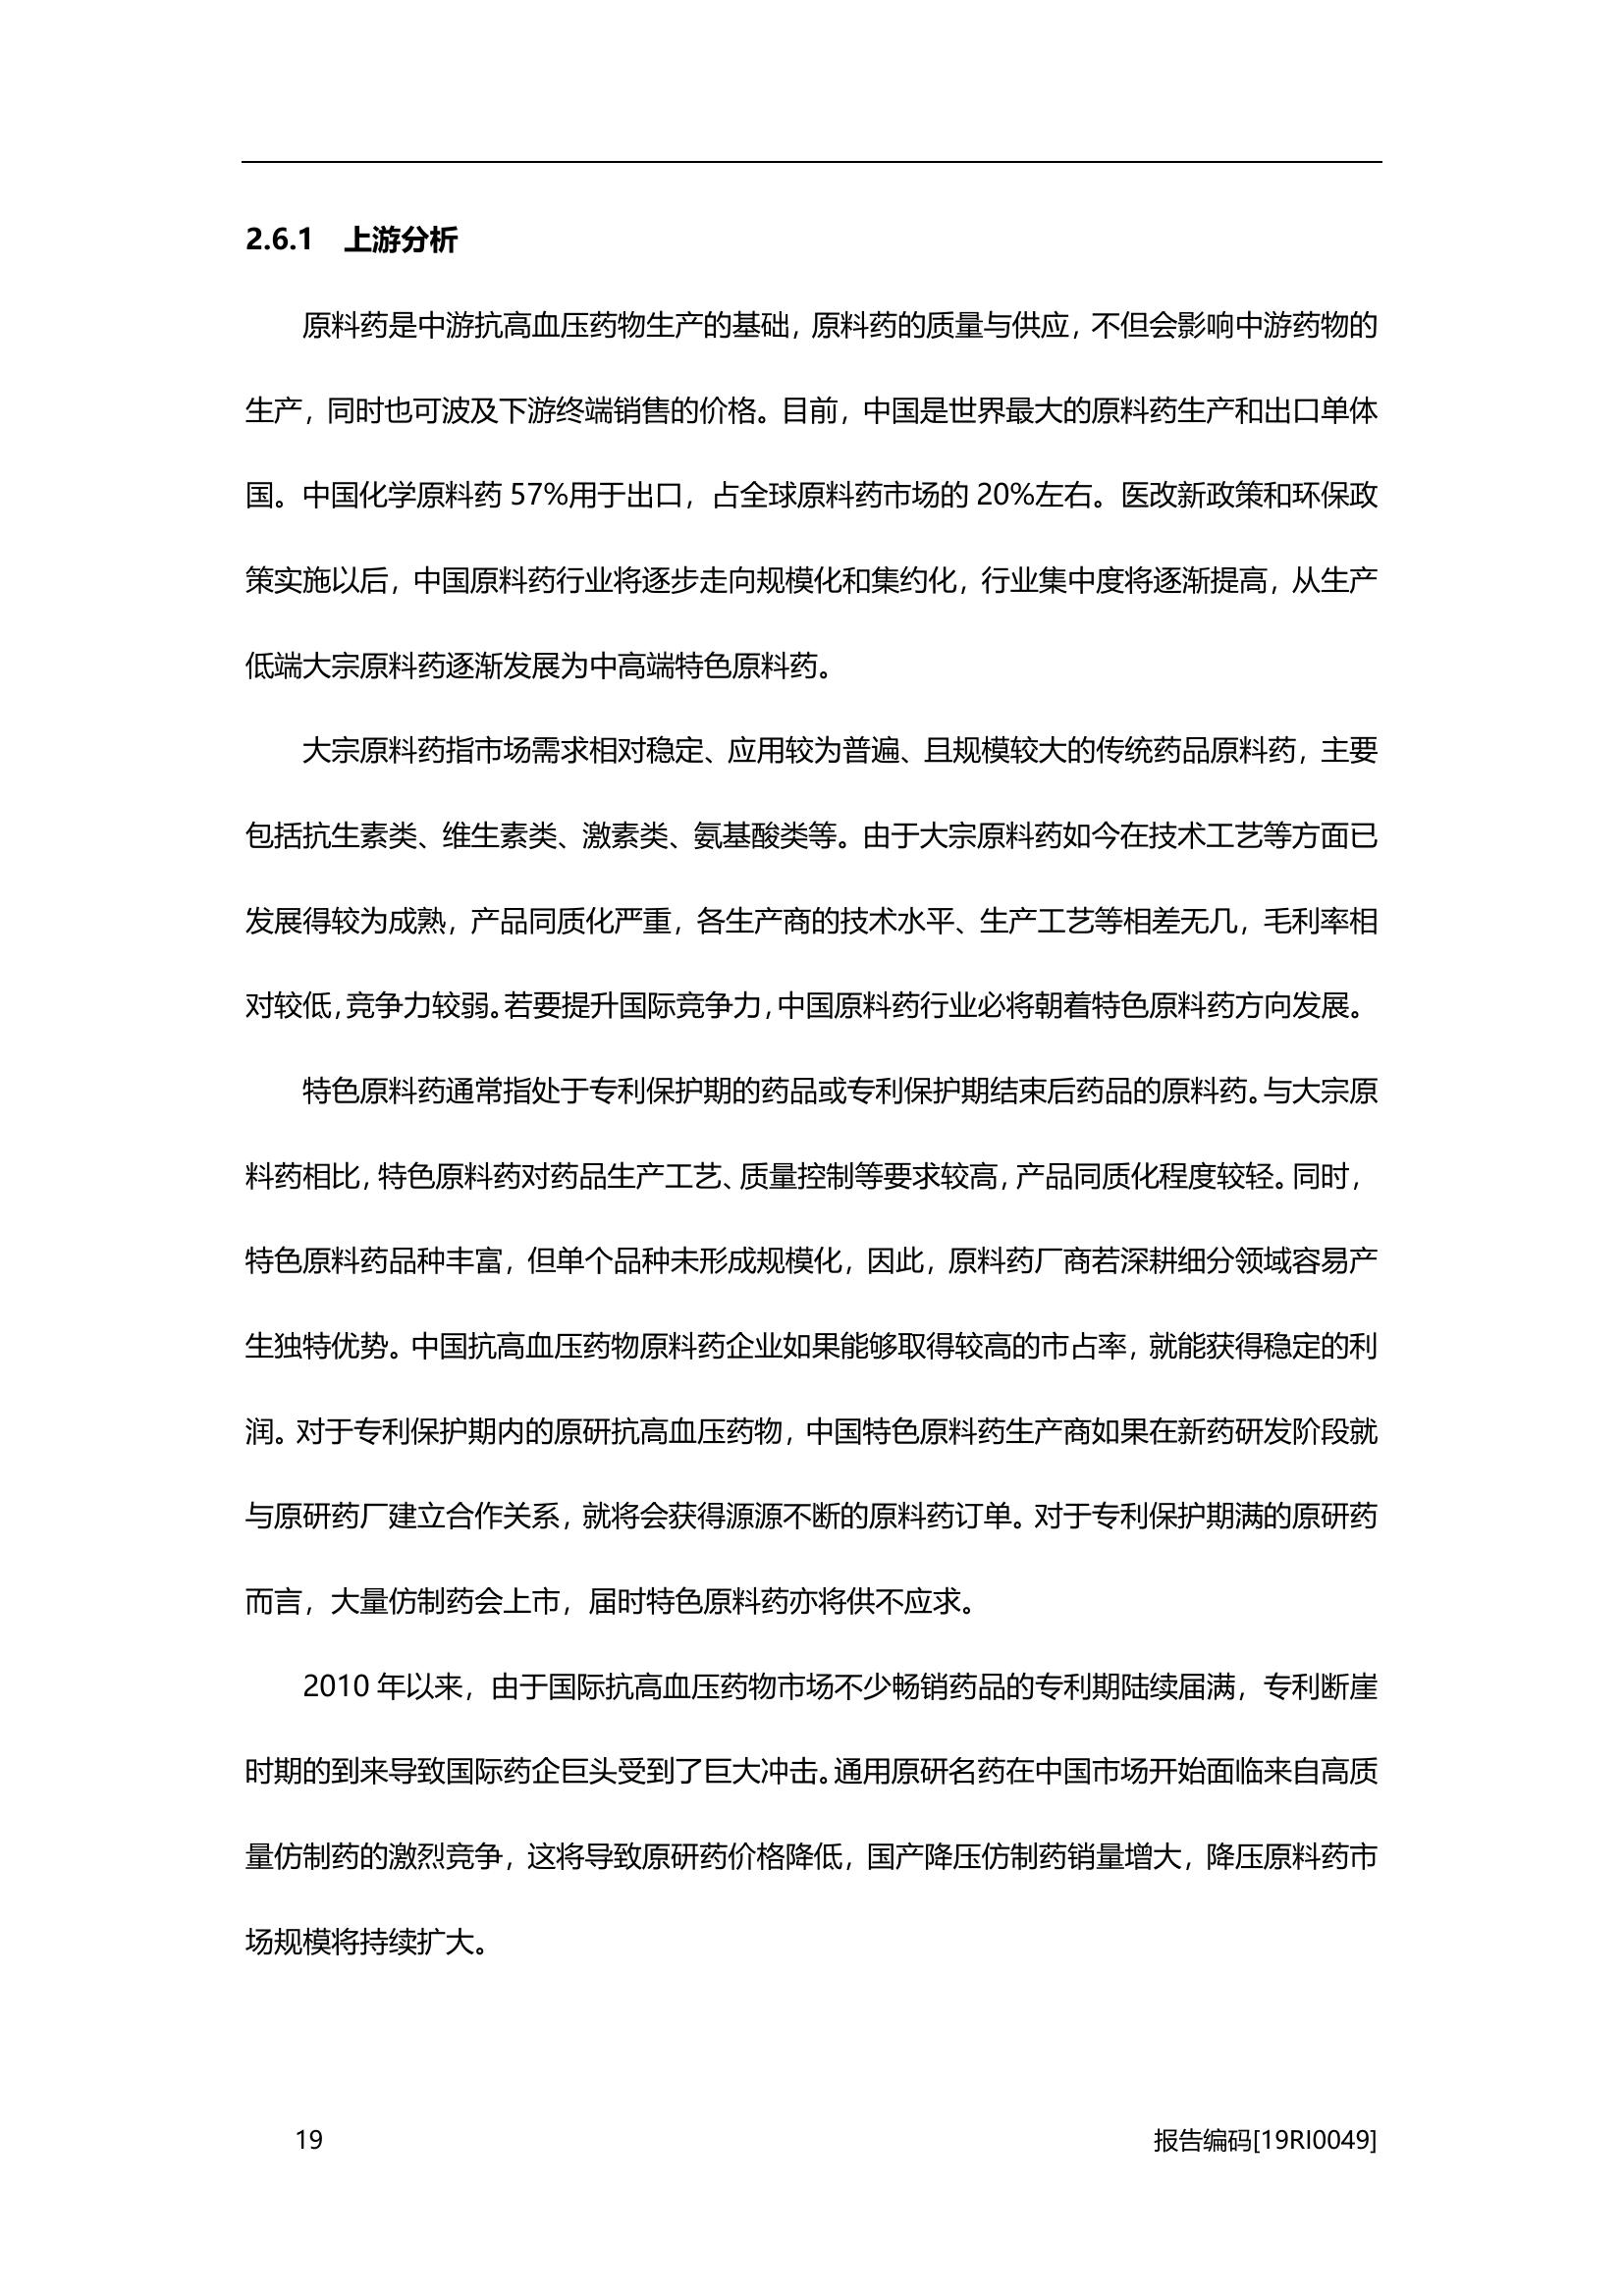 2.6.1 上游分析
原料药是中游抗高血压药物生产的基础，原料药的质量与供应，不但会影响中游药物的
生产，同时也可波及下游终端销售的价格。目前，中国是世界最大的原料药生产和出口单体
国。中国化学原料药 57%用于出口，占全球原料药市场的 20%左右。医改新政策和环保政
策实施以后，中国原料药行业将逐步走向规模化和集约化，行业集中度将逐渐提高，从生产
低端大宗原料药逐渐发展为中高端特色原料药。
大宗原料药指市场需求相对稳定、应用较为普遍、且规模较大的传统药品原料药，主要
包括抗生素类、维生素类、激素类、氨基酸类等。由于大宗原料药如今在技术工艺等方面已
发展得较为成熟，产品同质化严重，各生产商的技术水平、生产工艺等相差无几，毛利率相
对较低，竞争力较弱。若要提升国际竞争力，中国原料药行业必将朝着特色原料药方向发展。
特色原料药通常指处于专利保护期的药品或专利保护期结束后药品的原料药。与大宗原
料药相比，特色原料药对药品生产工艺、质量控制等要求较高，产品同质化程度较轻。同时，
特色原料药品种丰富，但单个品种未形成规模化，因此，原料药厂商若深耕细分领域容易产
生独特优势。中国抗高血压药物原料药企业如果能够取得较高的市占率，就能获得稳定的利
润。对于专利保护期内的原研抗高血压药物，中国特色原料药生产商如果在新药研发阶段就
与原研药厂建立合作关系，就将会获得源源不断的原料药订单。对于专利保护期满的原研药
而言，大量仿制药会上市，届时特色原料药亦将供不应求。
2010 年以来，由于国际抗高血压药物市场不少畅销药品的专利期陆续届满，专利断崖
时期的到来导致国际药企巨头受到了巨大冲击。通用原研名药在中国市场开始面临来自高质
量仿制药的激烈竞争，这将导致原研药价格降低，国产降压仿制药销量增大，降压原料药市
场规模将持续扩大。
19 报告编码[19RI0049]